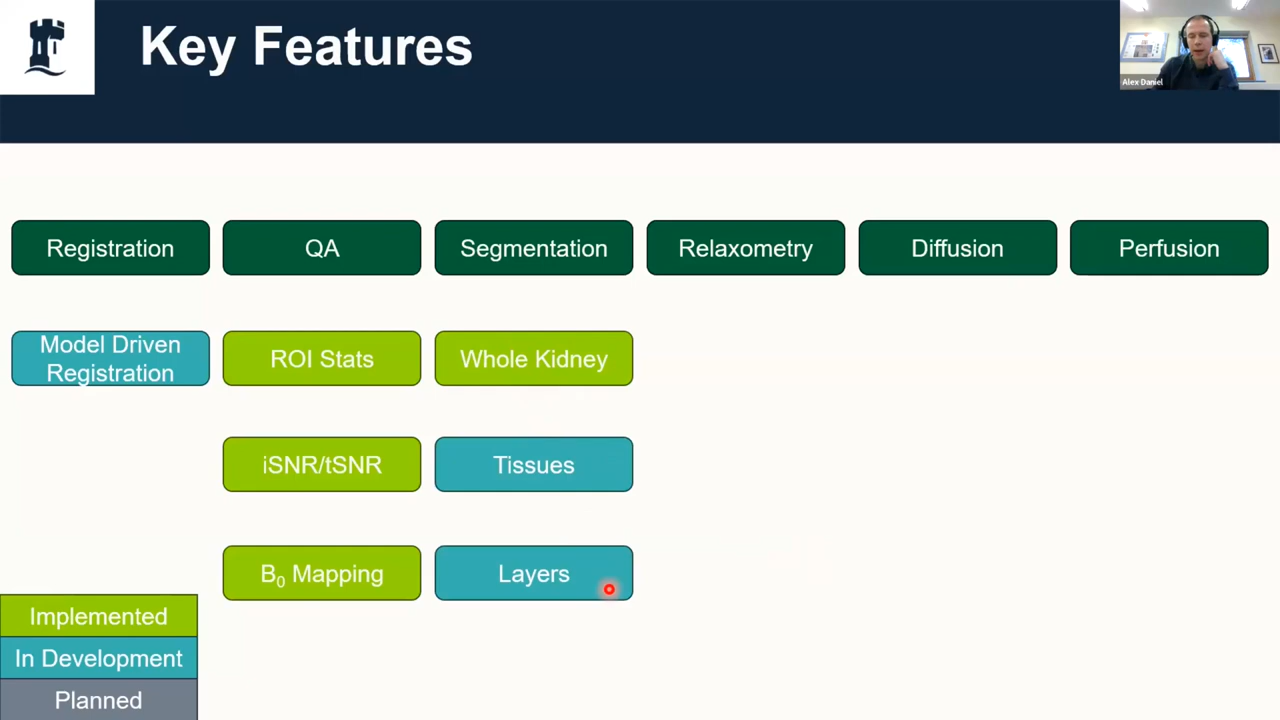 Key Features
Alex Daniel
Registration
QA
Segmentation
Relaxometry
Diffusion
Perfusion
Model Driven
Registration
ROI Stats
Whole Kidney
iSNR/tSNR
Tissues
B₀ Mapping
Layers
Implemented
In Development
Planned